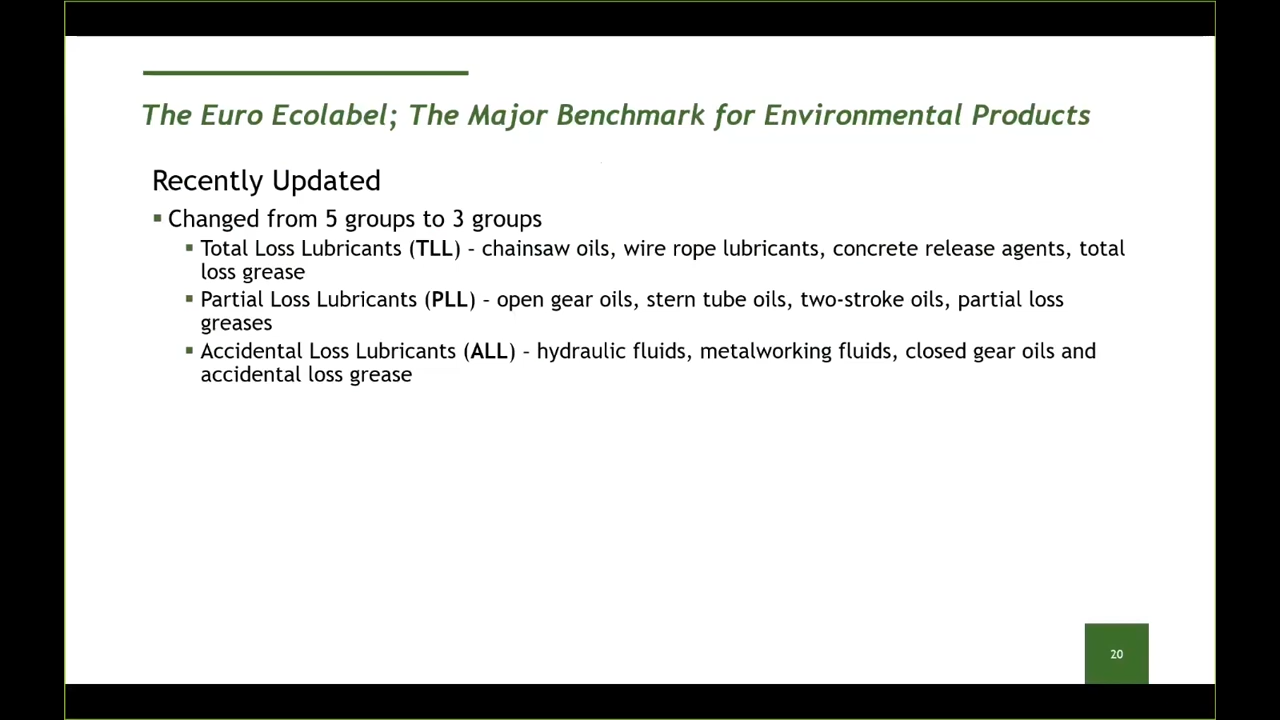 The Euro Ecolabel; The Major Benchmark for Environmental Products
Recently Updated
▪ Changed from 5 groups to 3 groups
▪ Total Loss Lubricants (TLL) – chainsaw oils, wire rope lubricants, concrete release agents, total
loss grease
▪ Partial Loss Lubricants (PLL) – open gear oils, stern tube oils, two-stroke oils, partial loss
greases
▪ Accidental Loss Lubricants (ALL) – hydraulic fluids, metalworking fluids, closed gear oils and
accidental loss grease
20